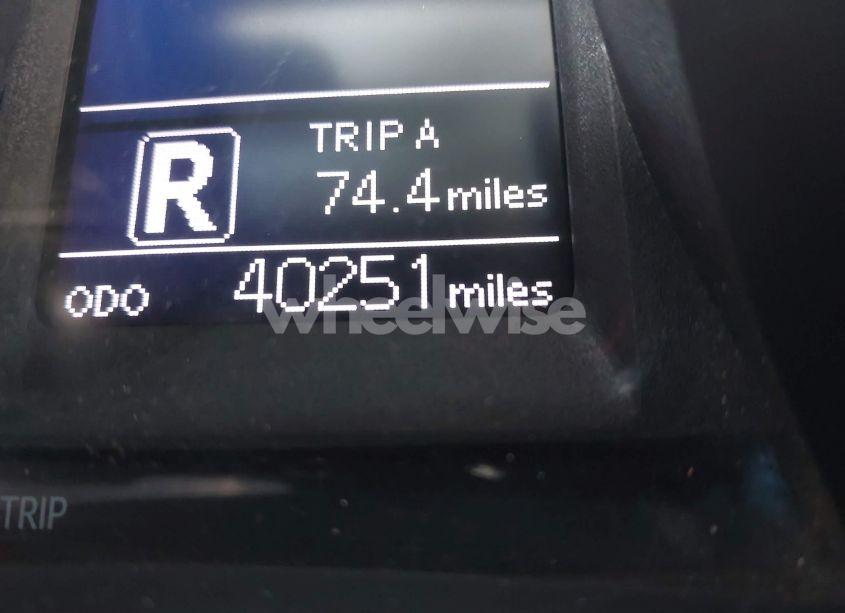 TRIP A
R
74.4 miles
ODO 40251 miles
wheelwise
TRIP